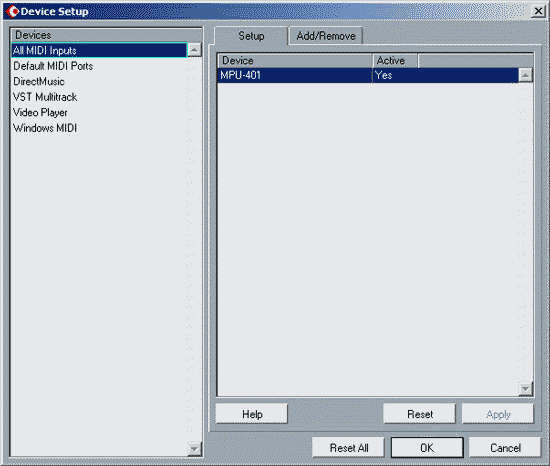 Device Setup
Devices
All MIDI Inputs
Default MIDI Ports
DirectMusic
VST Multitrack
Video Player
Windows MIDI
Setup
Add/Remove
Device Active
MPU-401 Yes
Help
Reset
Apply
Reset All
OK
Cancel